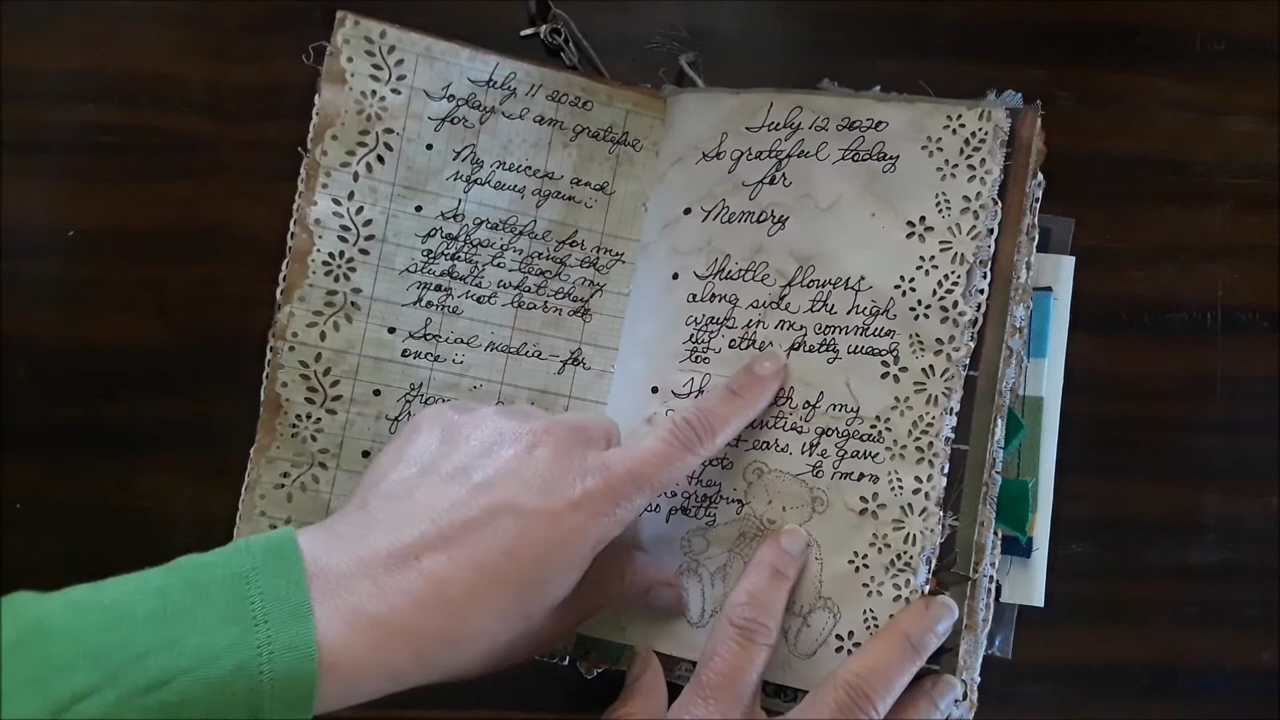 July 11 2020
Today I am grateful
for
• My neices and
nephews, again :)
• So grateful for my
profession and the
ability to teach my
students what they
may not learn at
home
• Social media - for
once :)
•
July 12 2020
So grateful today
for
• Memory
• Thistle flowers
along side the high
ways in my commun-
ity, other pretty weeds
too
• of my
gorgeous
ears. We gave
to mom
they
growing
so pretty